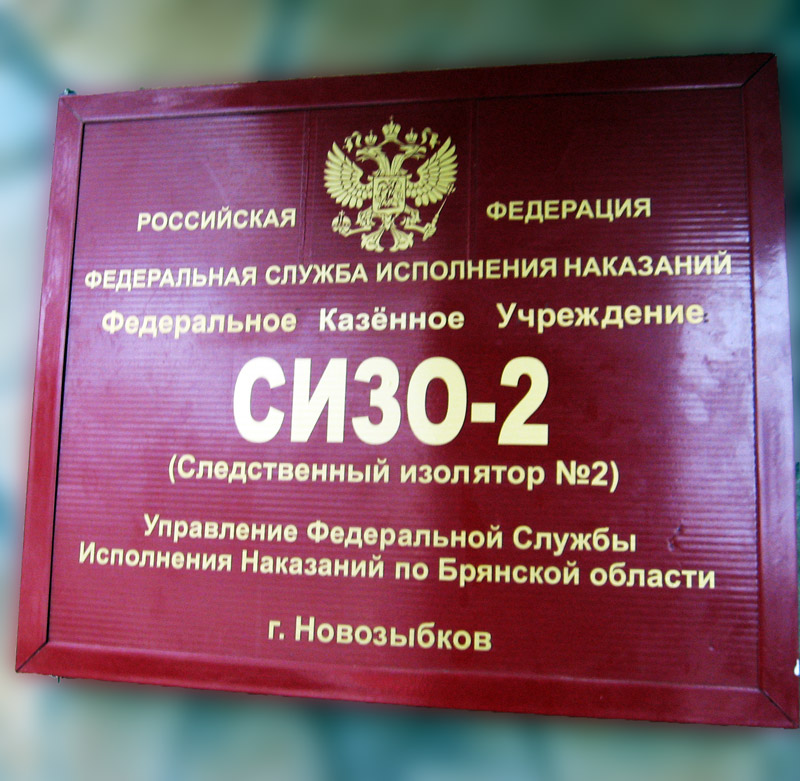 РОССИЙСКАЯ ФЕДЕРАЦИЯ
ФЕДЕРАЛЬНАЯ СЛУЖБА ИСПОЛНЕНИЯ НАКАЗАНИЙ
Федеральное Казённое Учреждение
СИЗО-2
(Следственный изолятор №2)
Управление Федеральной Службы
Исполнения Наказаний по Брянской области
г. Новозыбков